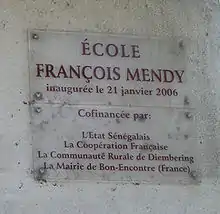 ÉCOLE
FRANÇOIS MENDY
inaugurée le 21 janvier 2006
Cofinancée par:
L'Etat Sénégalais
La Coopération Française
La Communauté Rurale de Diembering
La Mairie de Bon-Encontre (France)